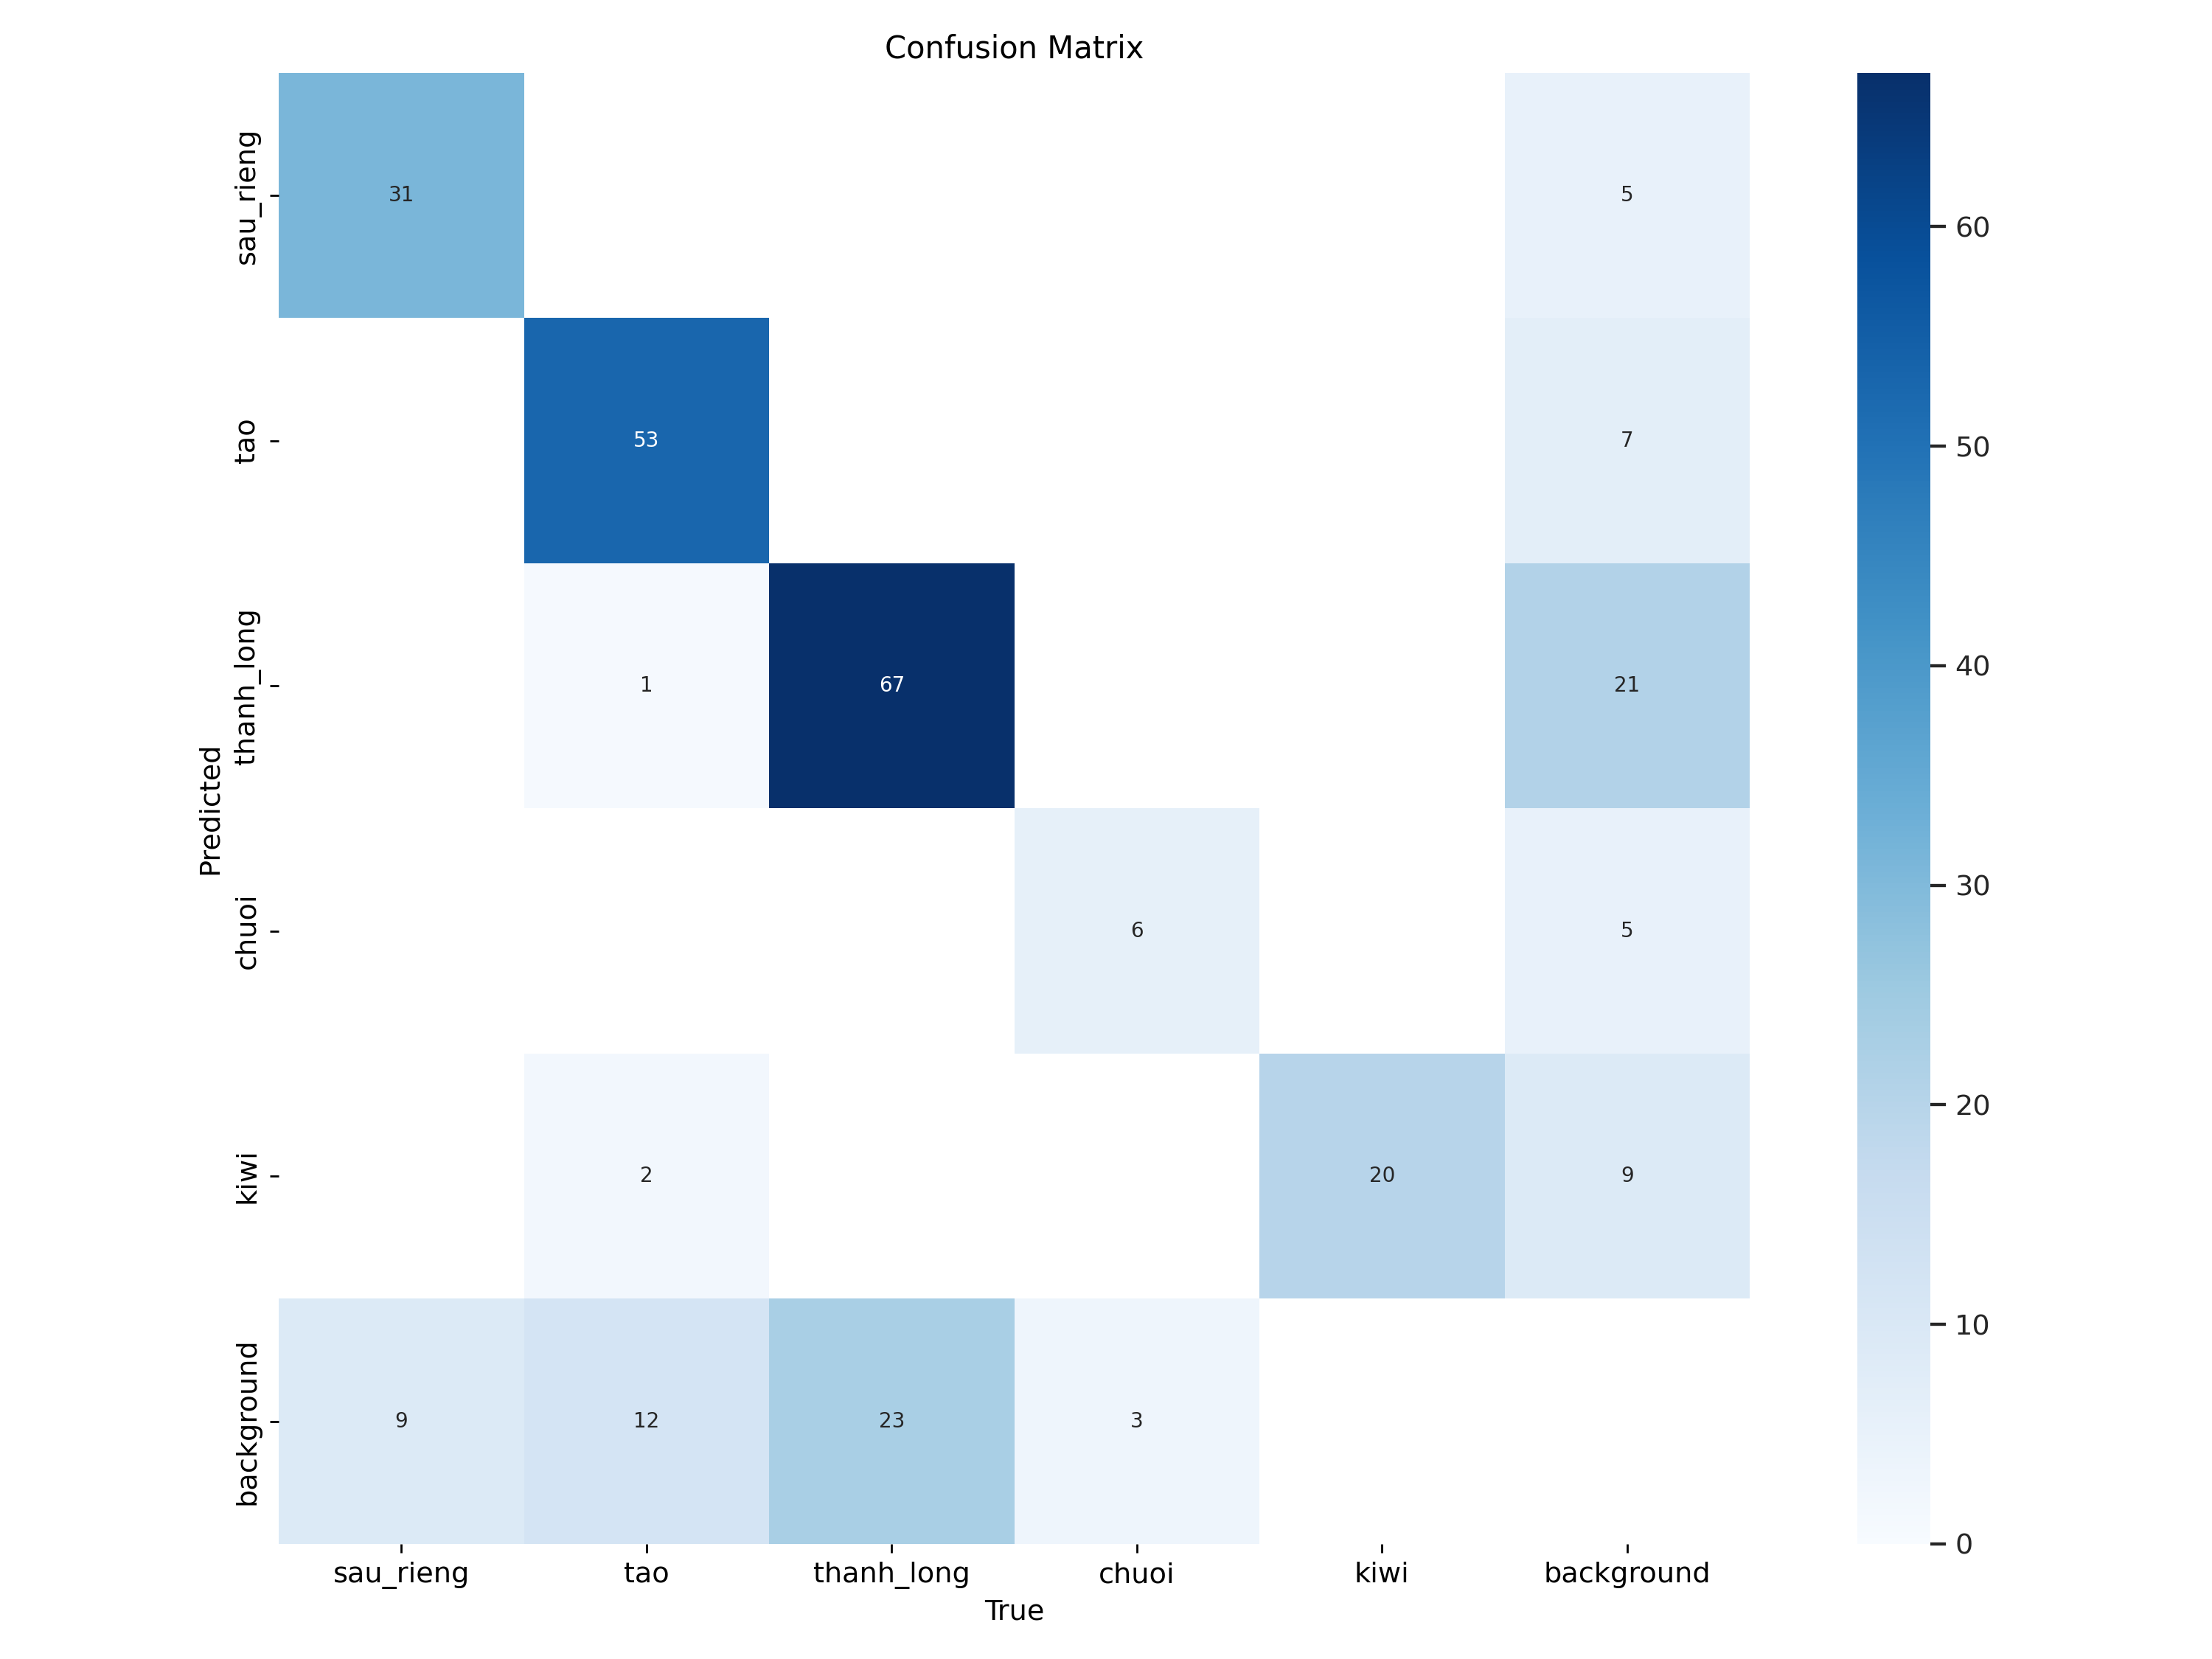 Confusion Matrix
sau_rieng
31
5
60
tao
53
7
50
thanh_long
1
67
21
40
Predicted
chuoi
6
5
30
kiwi
2
20
9
20
background
9
12
23
3
10
0
sau_rieng tao thanh_long chuoi kiwi background
True